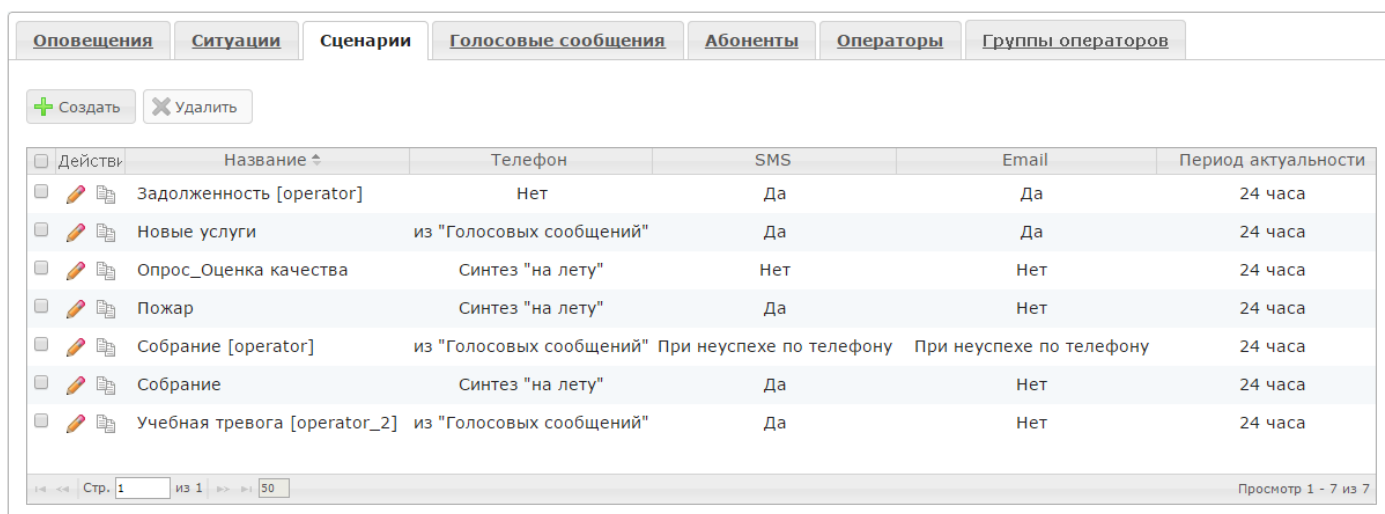 Оповещения Ситуации Сценарии Голосовые сообщения Абоненты Операторы Группы операторов
Создать Удалить
Действи Название Телефон SMS Email Период актуальности
Задолженность [operator] Нет Да Да 24 часа
Новые услуги из "Голосовых сообщений" Да Да 24 часа
Опрос_Оценка качества Синтез "на лету" Нет Нет 24 часа
Пожар Синтез "на лету" Да Нет 24 часа
Собрание [operator] из "Голосовых сообщений" При неуспехе по телефону При неуспехе по телефону 24 часа
Собрание Синтез "на лету" Да Нет 24 часа
Учебная тревога [operator_2] из "Голосовых сообщений" Да Нет 24 часа
Стр. 1 из 1 50 Просмотр 1 - 7 из 7